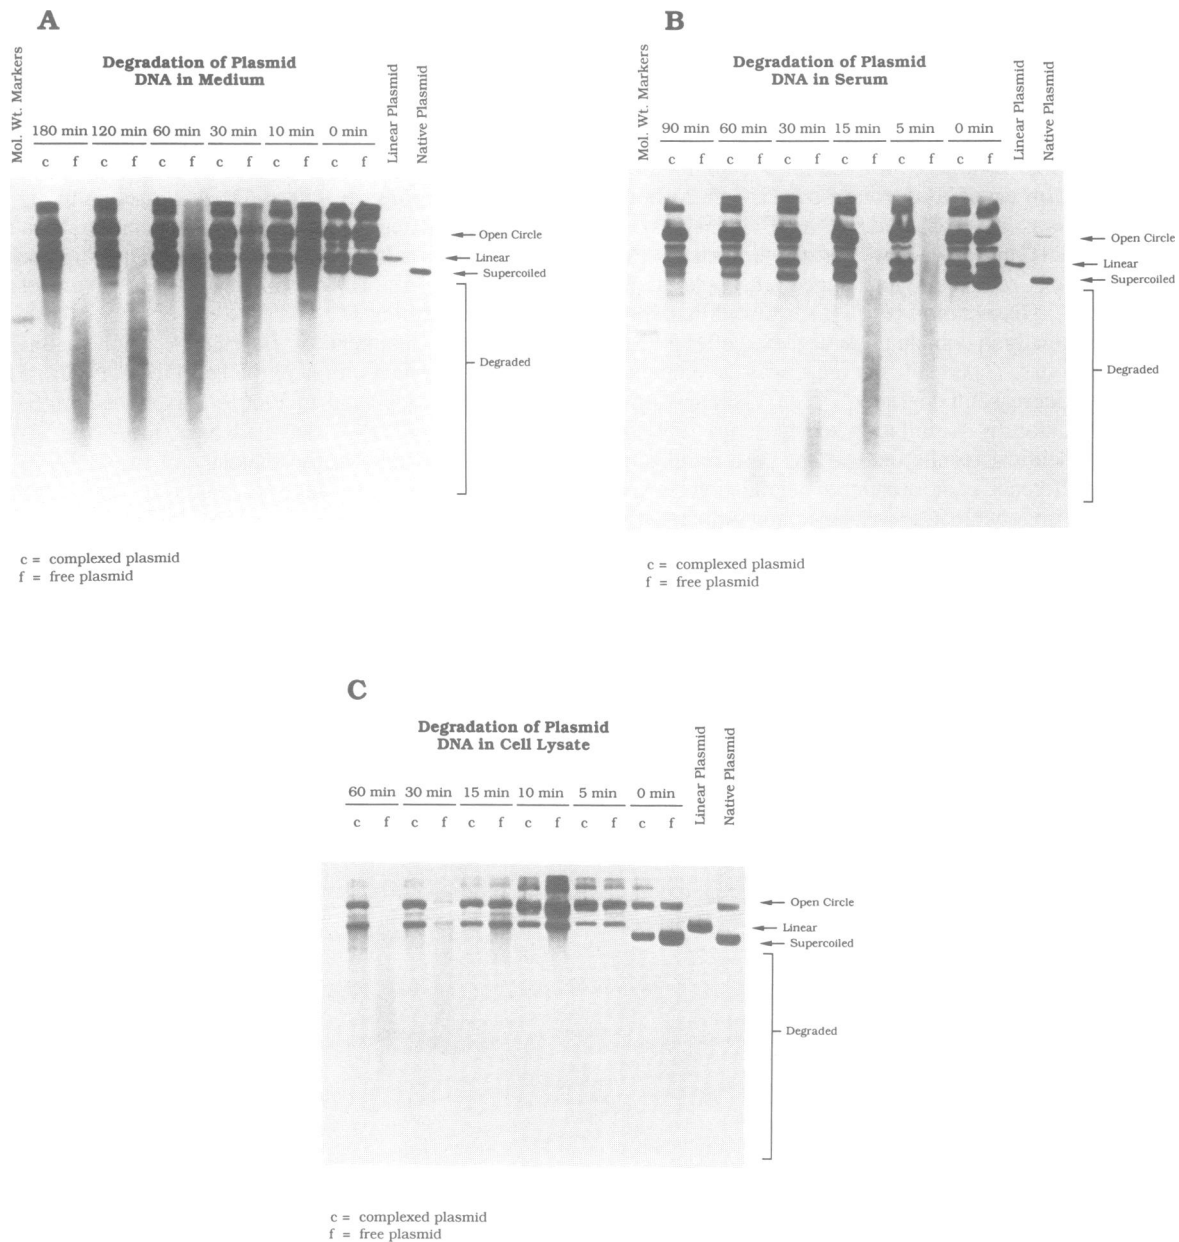 A
Mol. Wt. Markers
Degradation of Plasmid
DNA in Medium
180 min 120 min 60 min 30 min 10 min 0 min
Linear Plasmid
Native Plasmid
c f c f c f c f c f c f
Open Circle
Linear
Supercoiled
Degraded
c = complexed plasmid
f = free plasmid
B
Mol. Wt. Markers
Degradation of Plasmid
DNA in Serum
90 min 60 min 30 min 15 min 5 min 0 min
Linear Plasmid
Native Plasmid
c f c f c f c f c f c f
Open Circle
Linear
Supercoiled
Degraded
c = complexed plasmid
f = free plasmid
C
Degradation of Plasmid
DNA in Cell Lysate
60 min 30 min 15 min 10 min 5 min 0 min
Linear Plasmid
Native Plasmid
c f c f c f c f c f c f
Open Circle
Linear
Supercoiled
Degraded
c = complexed plasmid
f = free plasmid